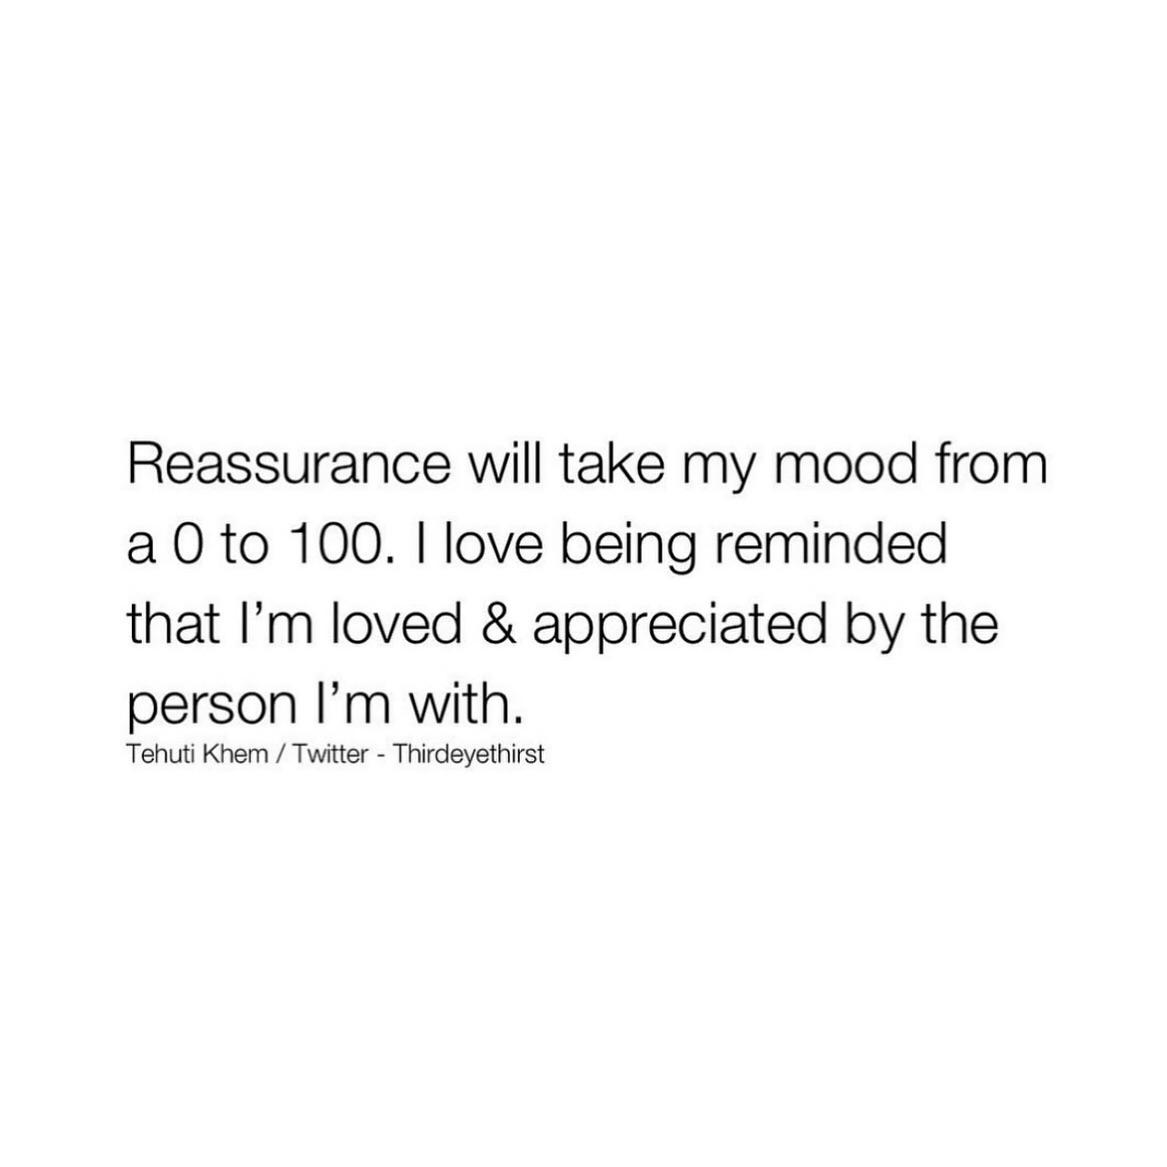 Reassurance will take my mood from
a 0 to 100. I love being reminded
that I’m loved & appreciated by the
person I’m with.
Tehuti Khem / Twitter - Thirdeyethirst